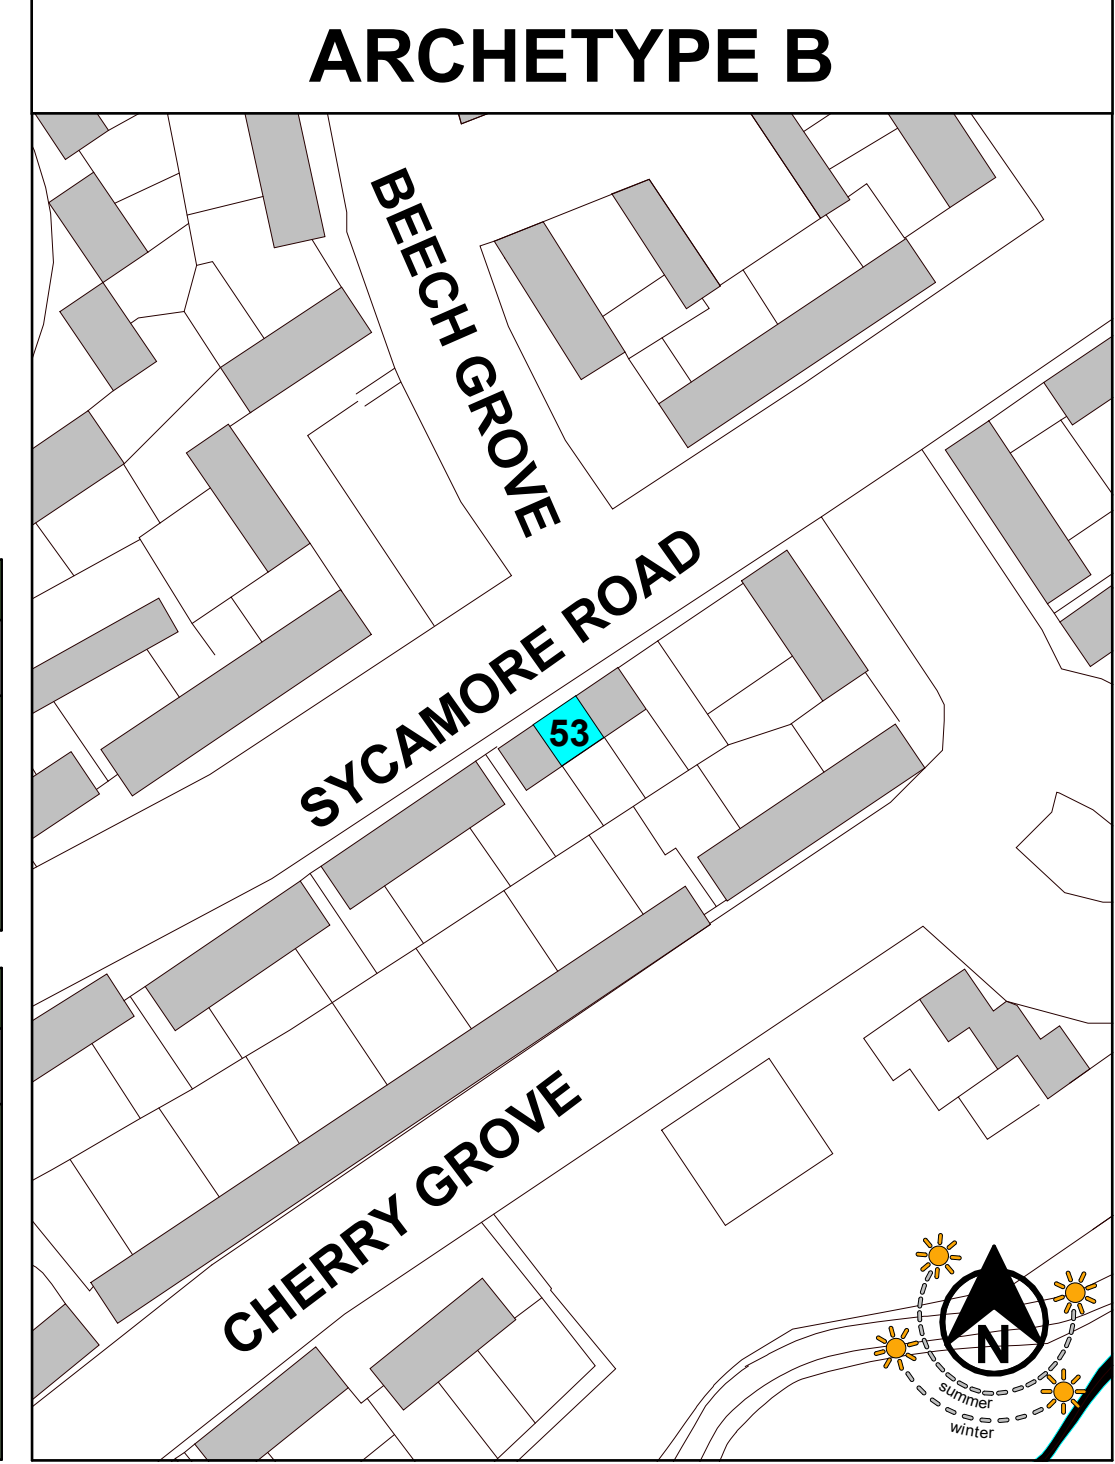 ARCHETYPE B
BEECH GROVE
SYCAMORE ROAD
53
CHERRY GROVE
N
summer
winter